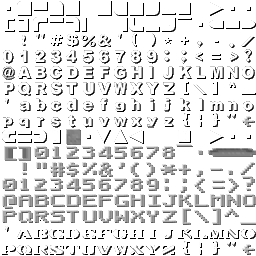 ! " # $ % & ' ( ) * + , - . /
0 1 2 3 4 5 6 7 8 9 : ; < = > ?
@ A B C D E F G H I J K L M N O
P Q R S T U V W X Y Z [ \ ] ^ _
' a b c d e f g h i j k l m n o
p q r s t u v w x y z { | } " ~
0 1 2 3 4 5 6 7 8
! " # $ % & ' ( ) * + , - . /
0 1 2 3 4 5 6 7 8 9 : ; < = > ?
@ A B C D E F G H I J K L M N O
P Q R S T U V W X Y Z [ \ ] ^ _
' A B C D E F G H I J K L M N O
P Q R S T U V W X Y Z { | } " ~